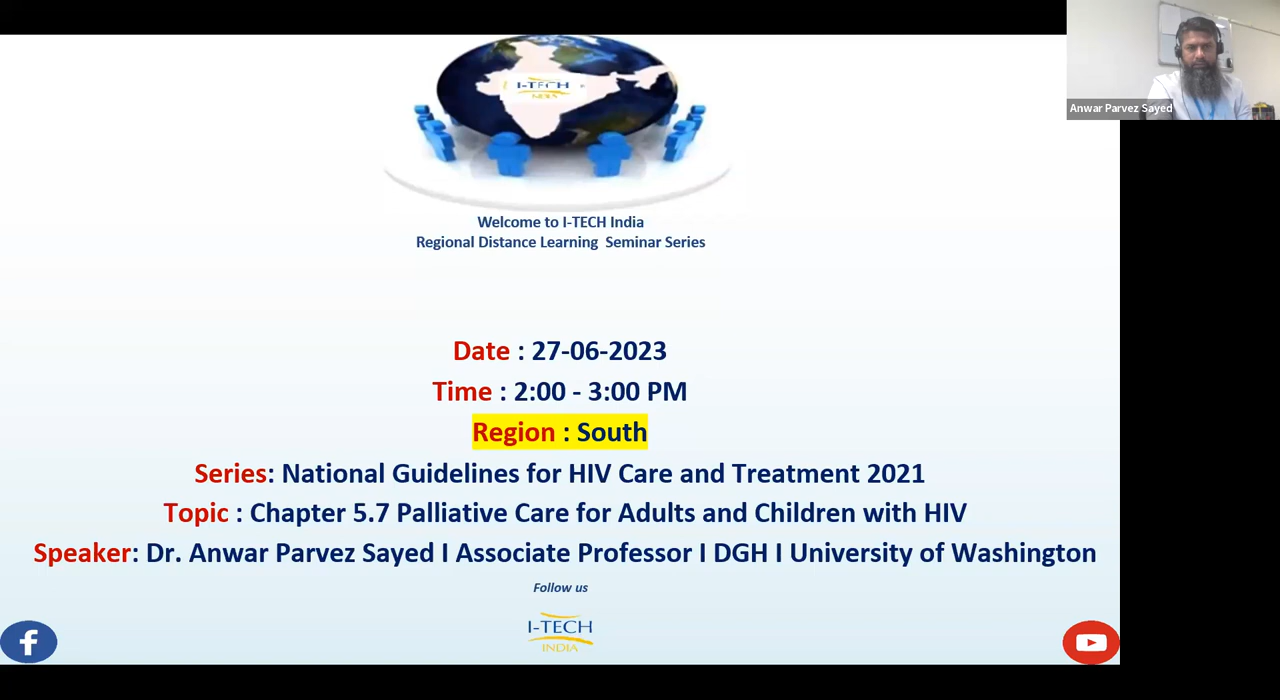 I-TECH
INDIA
Anwar Parvez Sayed
Welcome to I-TECH India
Regional Distance Learning Seminar Series
Date : 27-06-2023
Time : 2:00 - 3:00 PM
Region : South
Series: National Guidelines for HIV Care and Treatment 2021
Topic : Chapter 5.7 Palliative Care for Adults and Children with HIV
Speaker: Dr. Anwar Parvez Sayed I Associate Professor I DGH I University of Washington
Follow us
I-TECH
INDIA